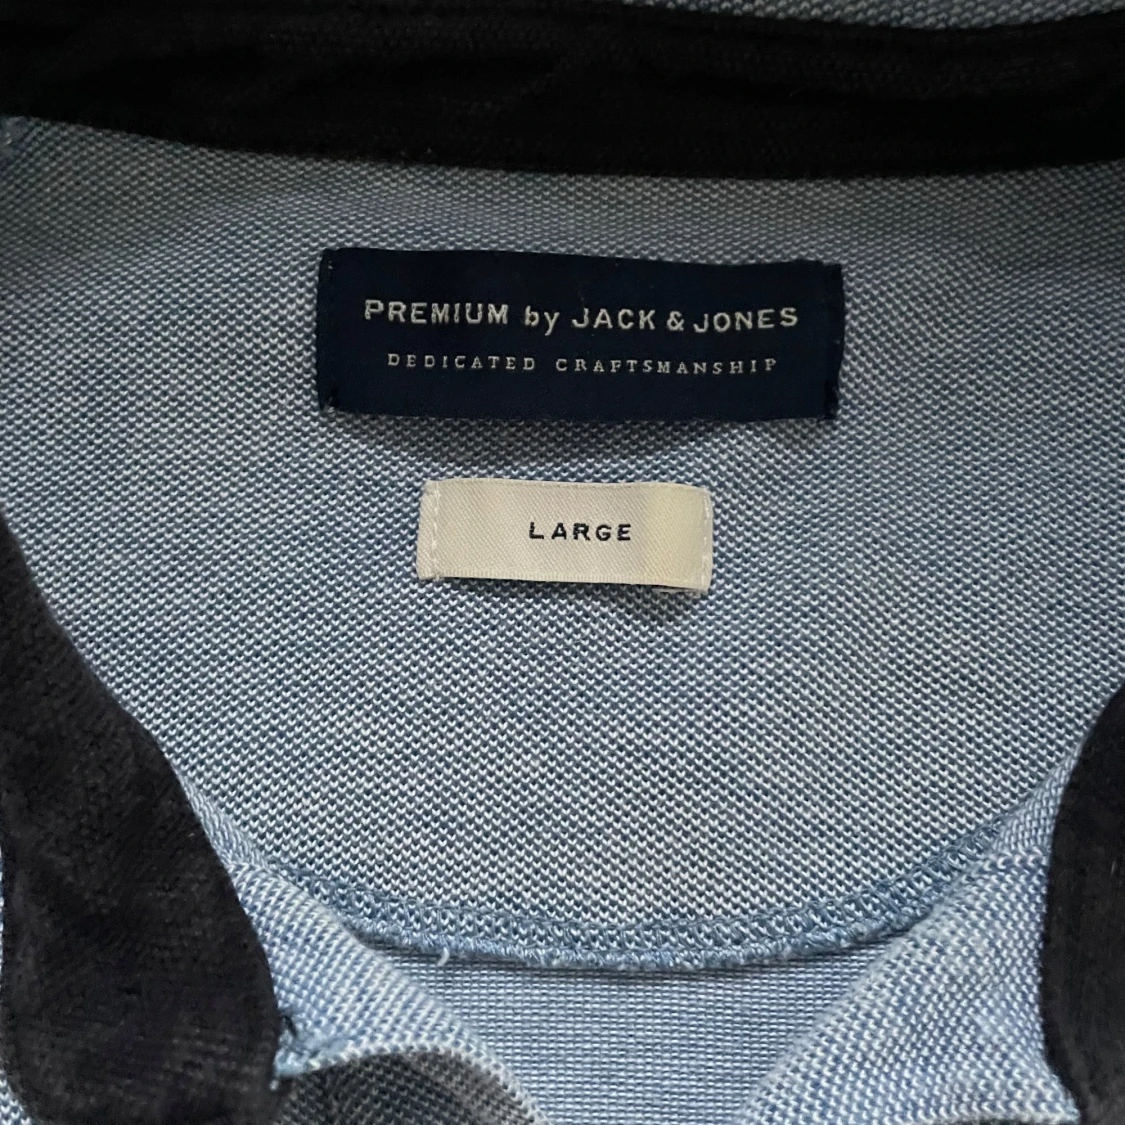 PREMIUM by JACK & JONES
DEDICATED CRAFTSMANSHIP
LARGE